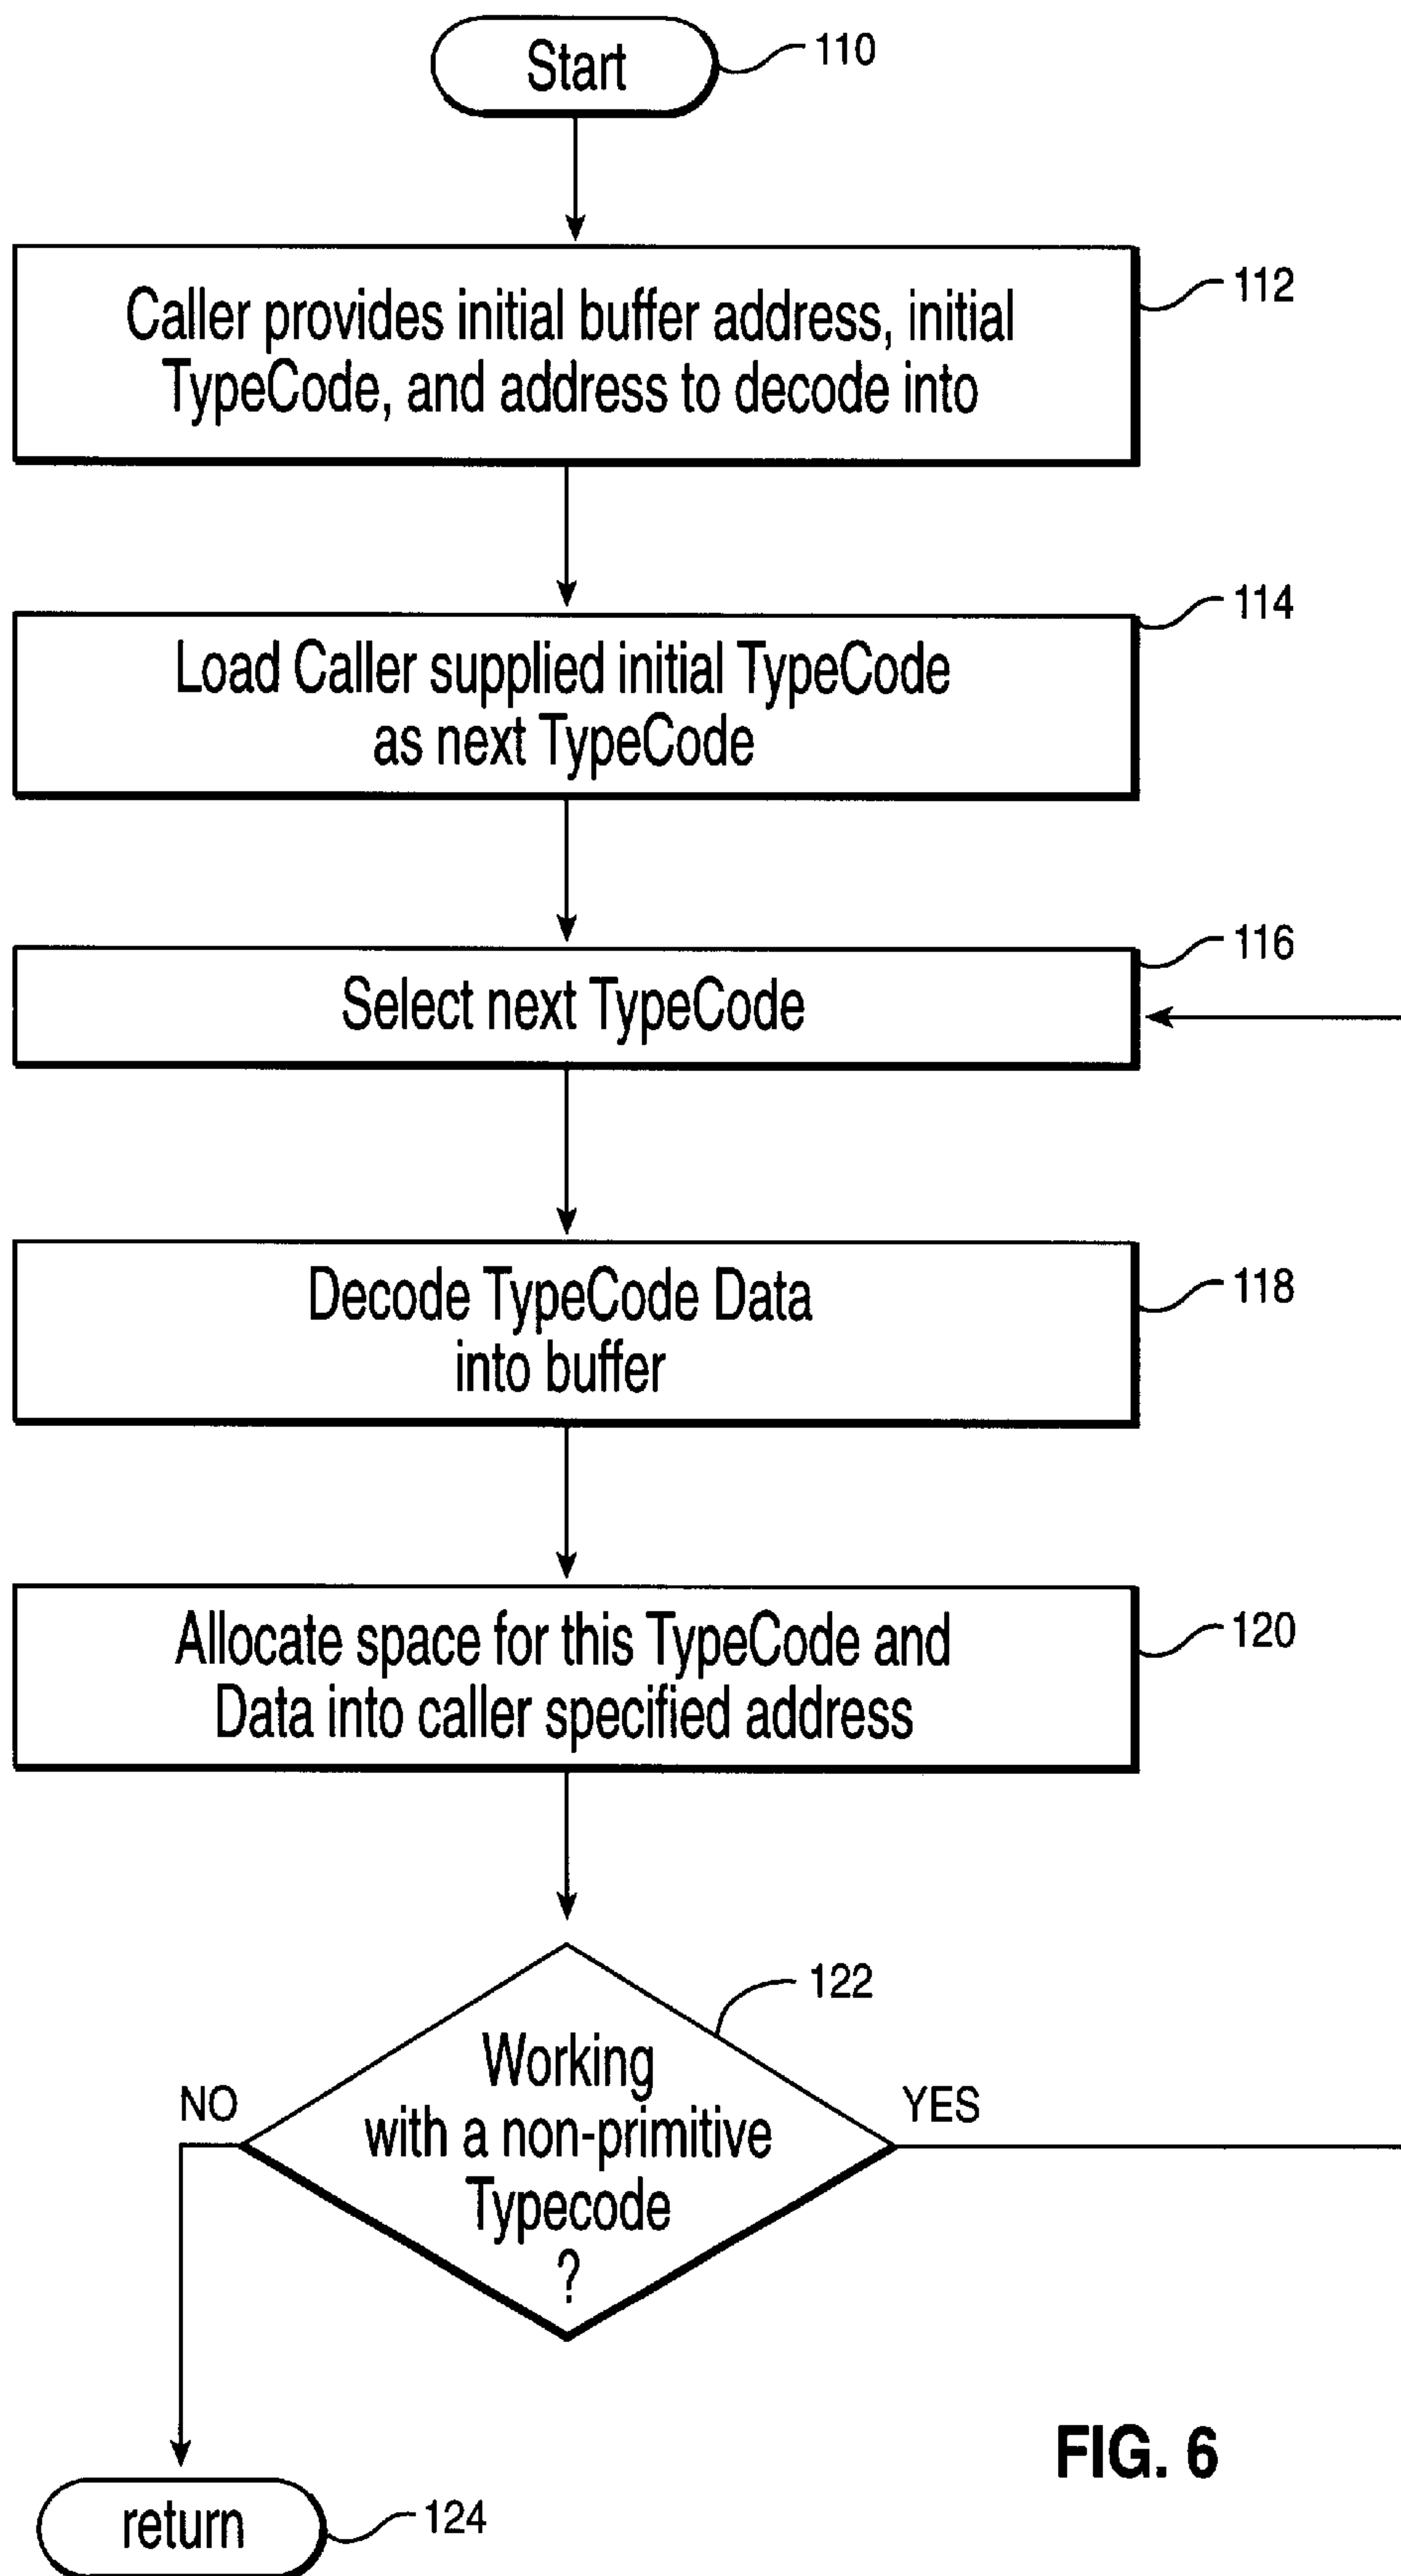 Start
110
Caller provides initial buffer address, initial
TypeCode, and address to decode into
112
Load Caller supplied initial TypeCode
as next TypeCode
114
Select next TypeCode
116
Decode TypeCode Data
into buffer
118
Allocate space for this TypeCode and
Data into caller specified address
120
Working
with a non-primitive
Typecode
?
122
NO
YES
return
124
FIG. 6